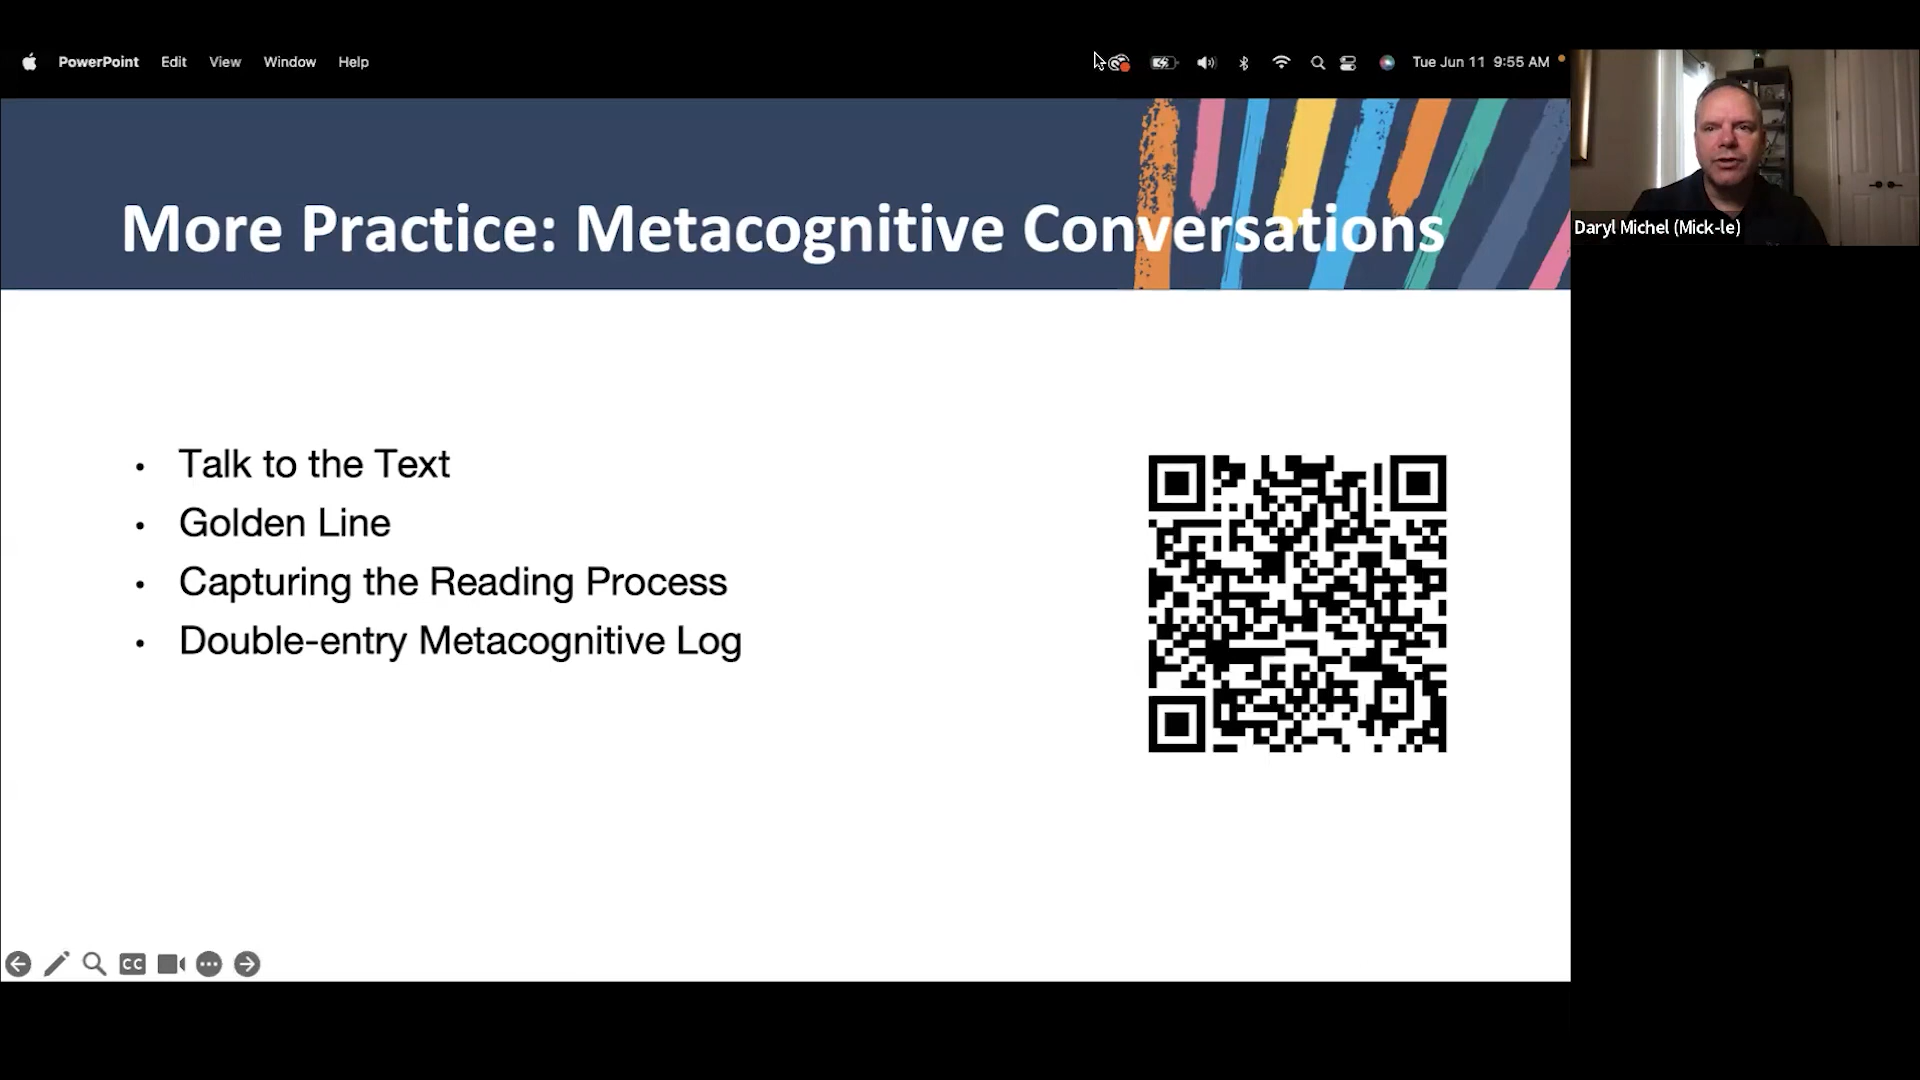 PowerPoint Edit View Window Help Tue Jun 11 9:55 AM
More Practice: Metacognitive Conversations
Daryl Michel (Mick-le)
• Talk to the Text
• Golden Line
• Capturing the Reading Process
• Double-entry Metacognitive Log
CC